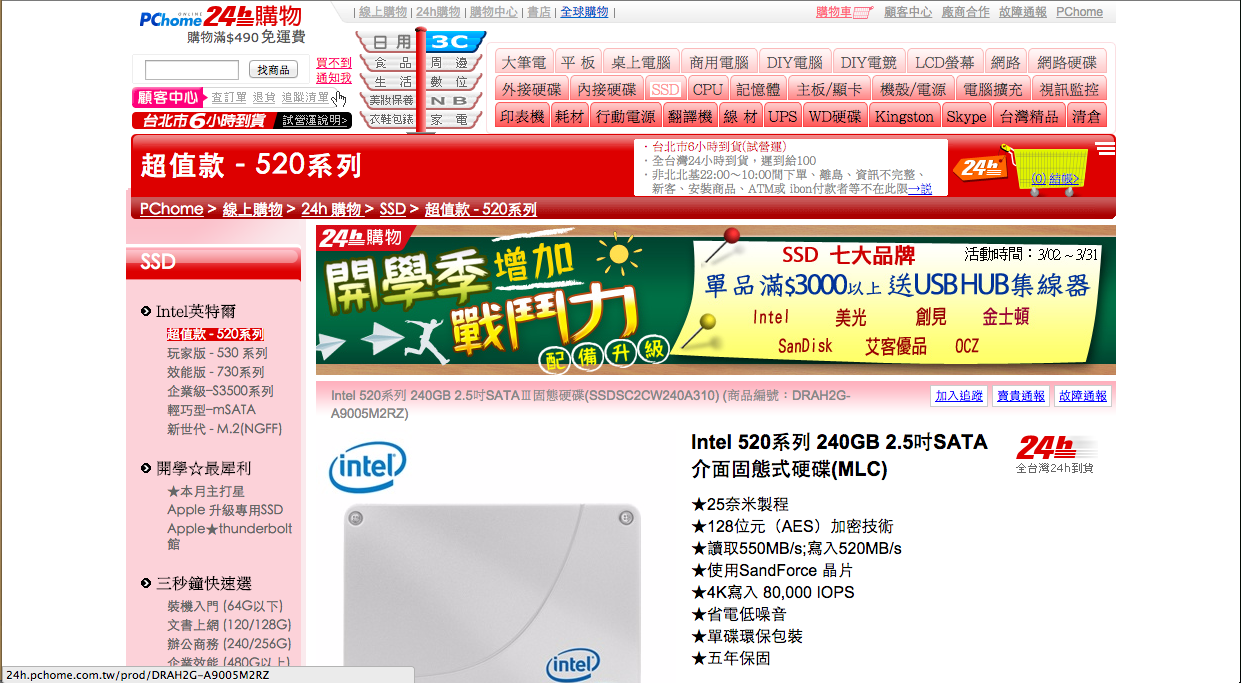 PChome ONLINE 24h購物
購物滿$490免運費
| 線上購物 | 24h購物 | 購物中心 | 書店 | 全球購物 |
購物車 顧客中心 廠商合作 故障通報 PChome
找商品
買不到
通知我
顧客中心 查訂單 退貨 追蹤清單
台北市6小時到貨 試營運說明>
日用 3C
食品 周邊
生活 數位
美妝保養 NB
衣鞋包錶 家電
大筆電 平板 桌上電腦 商用電腦 DIY電腦 DIY電競 LCD螢幕 網路 網路硬碟
外接硬碟 內接硬碟 SSD CPU 記憶體 主板/顯卡 機殼/電源 電腦擴充 視訊監控
印表機 耗材 行動電源 翻譯機 線材 UPS WD硬碟 Kingston Skype 台灣精品 清倉
超值款 - 520系列
・台北市6小時到貨(試營運)
・全台灣24小時到貨，遲到給100
・非北北基22:00～10:00間下單、離島、資訊不完整、
新客、安裝商品、ATM或 ibon付款者等不在此限→説
24h
(0) 結帳>
PChome > 線上購物 > 24h 購物 > SSD > 超值款 - 520系列
SSD
Intel英特爾
超值款 - 520系列
玩家版 - 530 系列
效能版 - 730系列
企業級–S3500系列
輕巧型–mSATA
新世代 - M.2(NGFF)
開學☆最犀利
★本月主打星
Apple 升級專用SSD
Apple★thunderbolt
館
三秒鐘快速選
裝機入門 (64G以下)
文書上網 (120/128G)
辦公商務 (240/256G)
企業效能 (480G以上)
24h購物
開學季增加
戰鬥力
配備升級
SSD 七大品牌
活動時間：3/02 ~ 3/31
單品滿$3000以上送USB HUB集線器
Intel 美光 創見 金士頓
SanDisk 艾客優品 OCZ
Intel 520系列 240GB 2.5吋SATAⅢ固態硬碟(SSDSC2CW240A310) (商品編號：DRAH2G-
A9005M2RZ)
加入追蹤 賣貴通報 故障通報
intel
intel
Intel 520系列 240GB 2.5吋SATA
介面固態式硬碟(MLC)
24h
全台灣24h到貨
★25奈米製程
★128位元（AES）加密技術
★讀取550MB/s;寫入520MB/s
★使用SandForce 晶片
★4K寫入 80,000 IOPS
★省電低噪音
★單碟環保包裝
★五年保固
24h.pchome.com.tw/prod/DRAH2G-A9005M2RZ